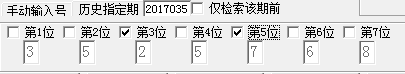 手动输入号 历史指定期 2017035 仅检索该期前
第1位 第2位 第3位 第4位 第5位 第6位 第7位
3 5 2 5 7 6 8